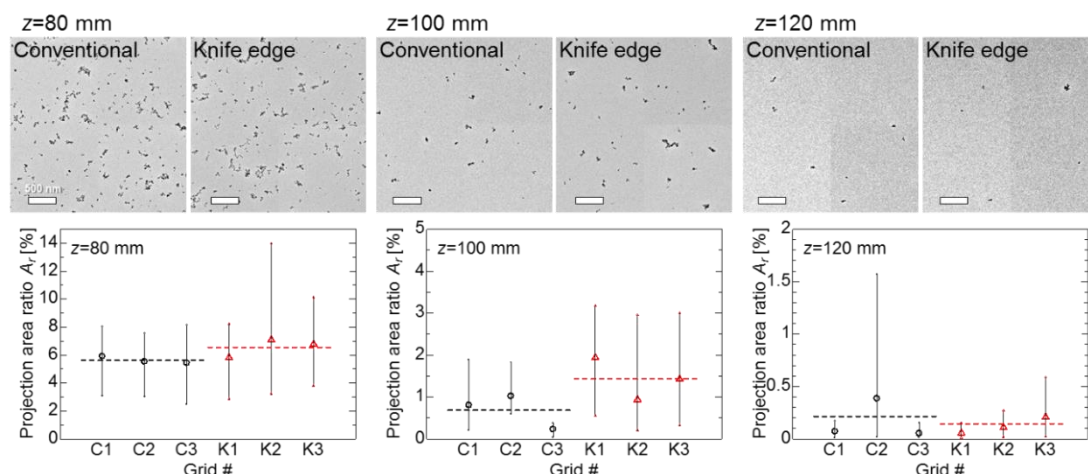 z=80 mm
Conventional
Knife edge
500 nm
z=100 mm
Conventional
Knife edge
z=120 mm
Conventional
Knife edge
Projection area ratio Ar [%]
14
12
10
8
6
4
2
0
z=80 mm
C1 C2 C3 K1 K2 K3
Grid #
Projection area ratio Ar [%]
5
4
3
2
1
0
z=100 mm
C1 C2 C3 K1 K2 K3
Grid #
Projection area ratio Ar [%]
2
1.5
1
0.5
0
z=120 mm
C1 C2 C3 K1 K2 K3
Grid #